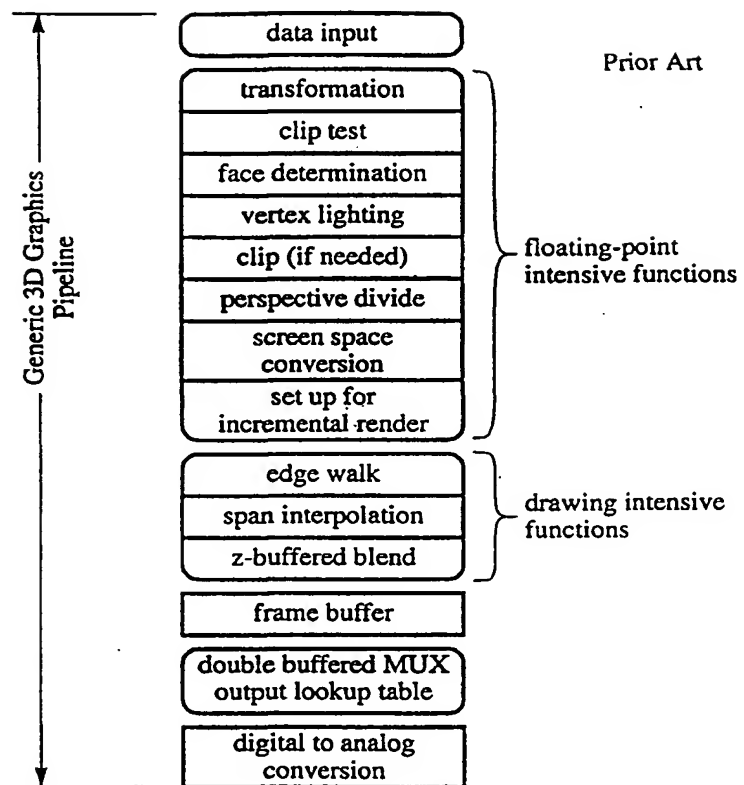 data input
Prior Art
transformation
clip test
face determination
vertex lighting
clip (if needed)
perspective divide
screen space
conversion
set up for
incremental render
floating-point
intensive functions
Generic 3D Graphics
Pipeline
edge walk
span interpolation
z-buffered blend
drawing intensive
functions
frame buffer
double buffered MUX
output lookup table
digital to analog
conversion